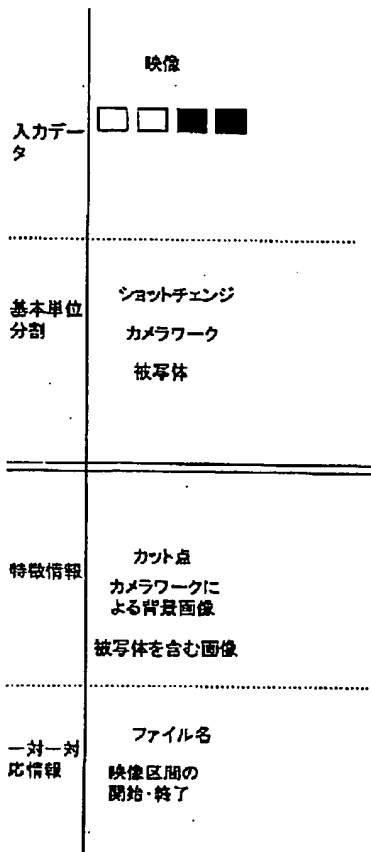 映像
入力デー
タ
基本単位
分割
ショットチェンジ
カメラワーク
被写体
特徴情報
カット点
カメラワークに
よる背景画像
被写体を含む画像
一対一対
応情報
ファイル名
映像区間の
開始・終了